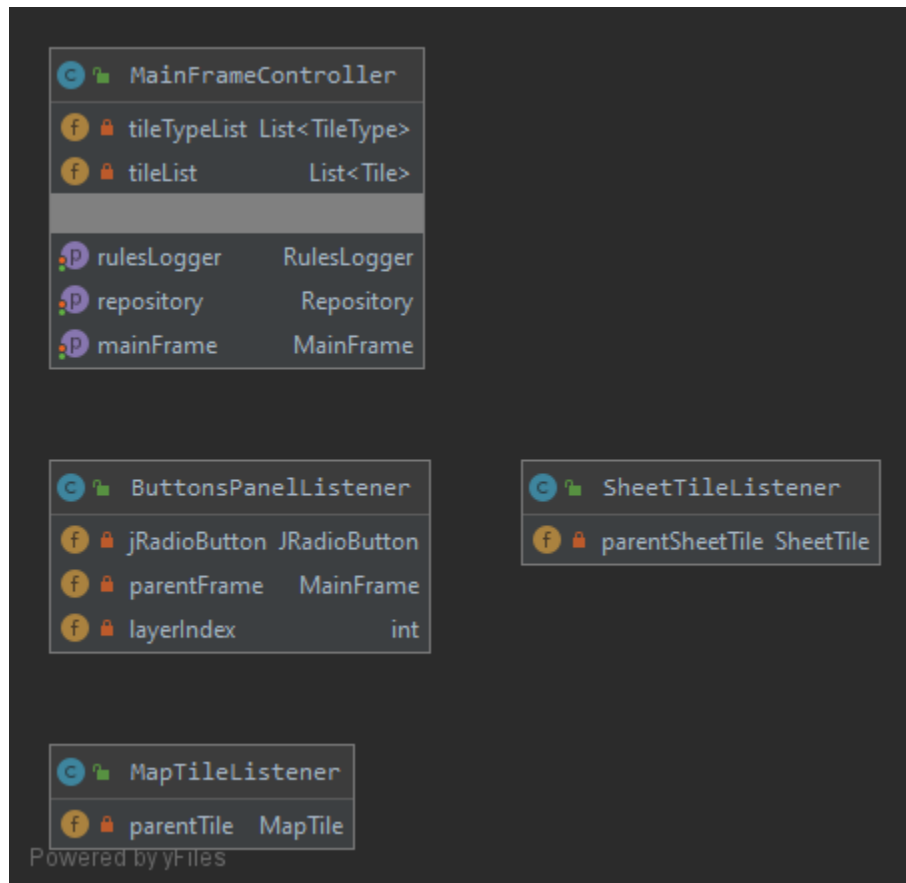 MainFrameController
tileTypeList List<TileType>
tileList List<Tile>
rulesLogger RulesLogger
repository Repository
mainFrame MainFrame
ButtonsPanelListener
jRadioButton JRadioButton
parentFrame MainFrame
layerIndex int
SheetTileListener
parentSheetTile SheetTile
MapTileListener
parentTile MapTile
Powered by yFiles